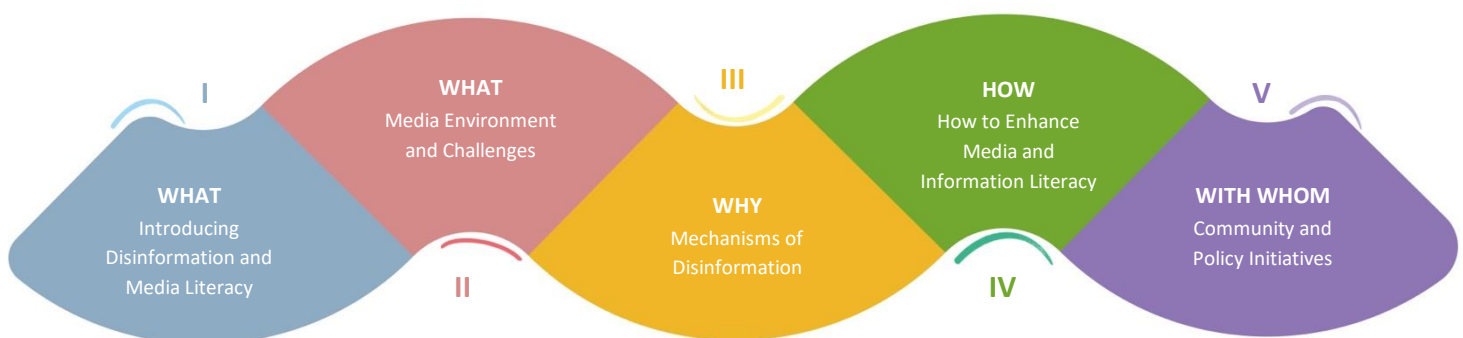 I
WHAT
Introducing
Disinformation and
Media Literacy
WHAT
Media Environment
and Challenges
II
III
WHY
Mechanisms of
Disinformation
HOW
How to Enhance
Media and
Information Literacy
IV
V
WITH WHOM
Community and
Policy Initiatives